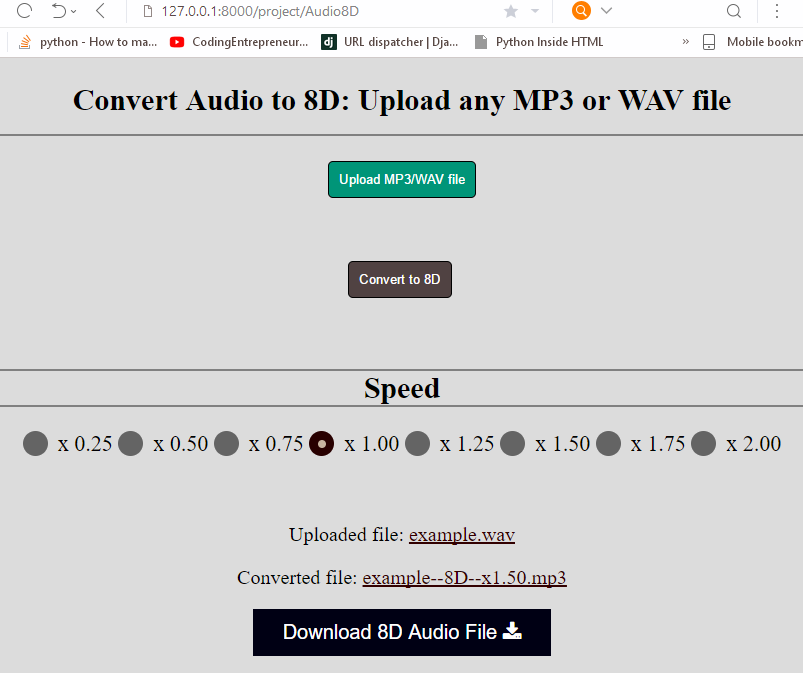 127.0.0.1:8000/project/Audio8D
python - How to ma... CodingEntrepreneur... dj URL dispatcher | Dja... Python Inside HTML » Mobile bookm
Convert Audio to 8D: Upload any MP3 or WAV file
Upload MP3/WAV file
Convert to 8D
Speed
x 0.25 x 0.50 x 0.75 x 1.00 x 1.25 x 1.50 x 1.75 x 2.00
Uploaded file: example.wav
Converted file: example--8D--x1.50.mp3
Download 8D Audio File